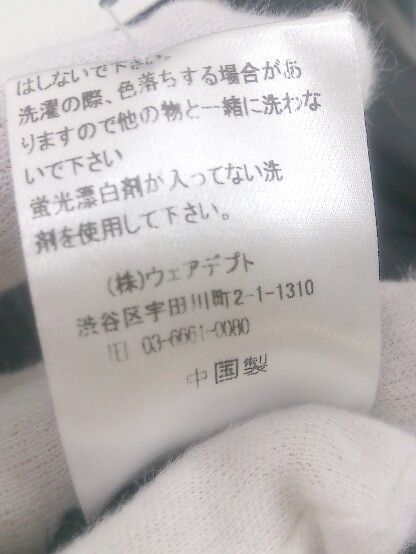 はしないで下さい。
洗濯の際、色落ちする場合があ
りますので他の物と一緒に洗わな
いで下さい
蛍光漂白剤が入ってない洗
剤を使用して下さい。
(株)ウェアデプト
渋谷区宇田川町2-1-1310
TEL 03-6661-0080
中国製